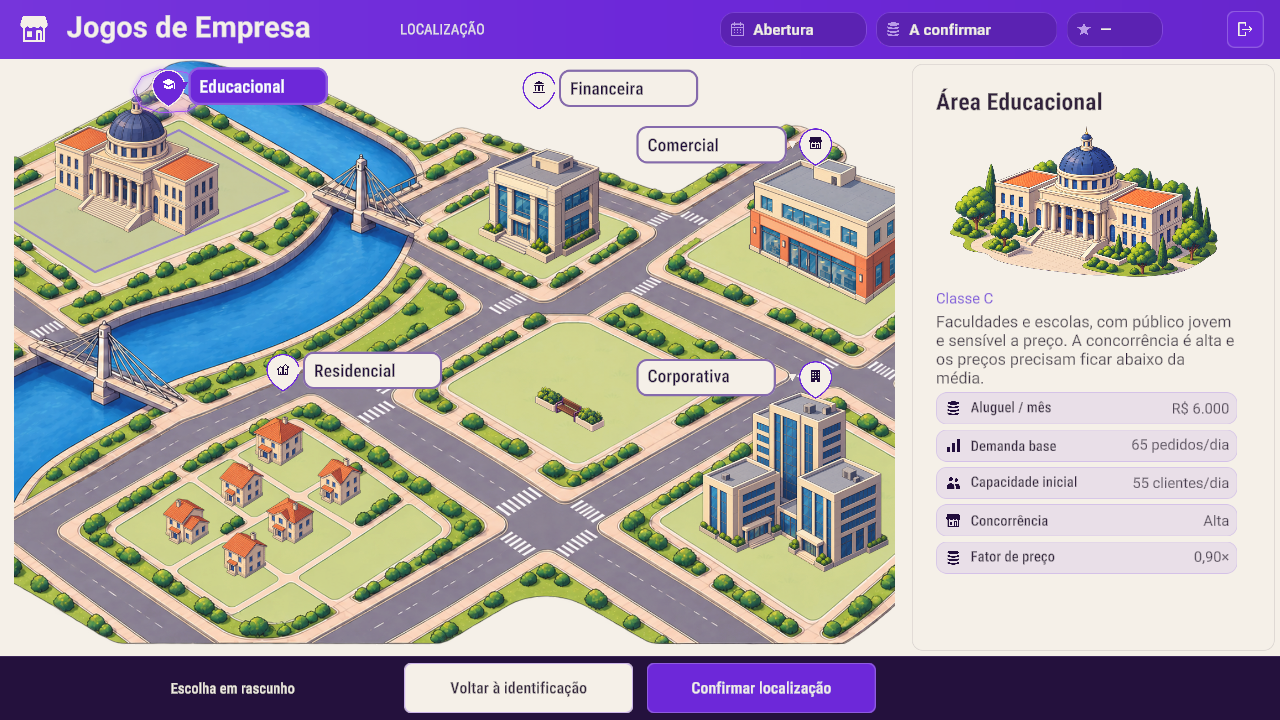 Jogos de Empresa
LOCALIZAÇÃO
Abertura
A confirmar
–
Educacional
Financeira
Comercial
Residencial
Corporativa
Área Educacional
Classe C
Faculdades e escolas, com público jovem
e sensível a preço. A concorrência é alta e
os preços precisam ficar abaixo da
média.
Aluguel / mês R$ 6.000
Demanda base 65 pedidos/dia
Capacidade inicial 55 clientes/dia
Concorrência Alta
Fator de preço 0,90×
Escolha em rascunho
Voltar à identificação
Confirmar localização